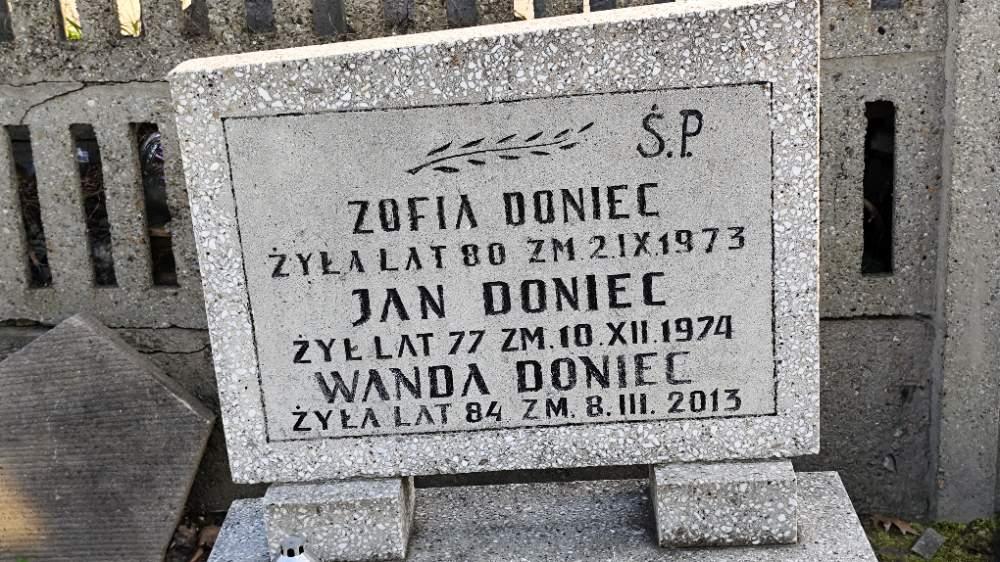 Ś.P.
ZOFIA DONIEC
ŻYŁA LAT 80 ZM 2.IX.1973
JAN DONIEC
ŻYŁ LAT 77 ZM.10.XII.1974
WANDA DONIEC
ŻYŁA LAT 84 ZM. 8.III.2013